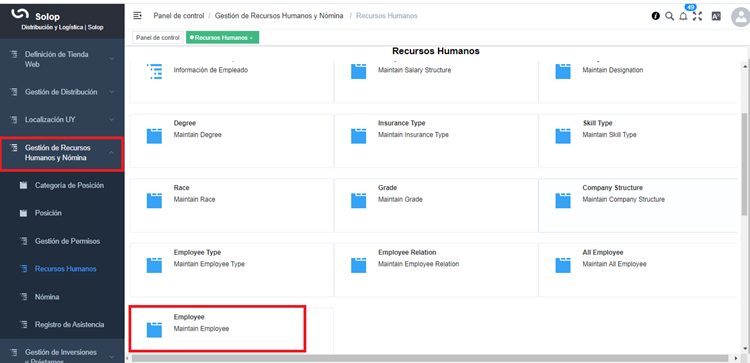 Solop
Distribución y Logística | Solop
Definición de Tienda
Web
Gestión de Distribución
Localización UY
Gestión de Recursos
Humanos y Nómina
Categoría de Posición
Posición
Gestión de Permisos
Recursos Humanos
Nómina
Registro de Asistencia
Gestión de Inversiones
y Préstamos
Panel de control / Gestión de Recursos Humanos y Nómina / Recursos Humanos
49
Panel de control
Recursos Humanos ×
Recursos Humanos
Información de Empleado
Maintain Salary Structure
Maintain Designation
Degree
Maintain Degree
Insurance Type
Maintain Insurance Type
Skill Type
Maintain Skill Type
Race
Maintain Race
Grade
Maintain Grade
Company Structure
Maintain Company Structure
Employee Type
Maintain Employee Type
Employee Relation
Maintain Employee Relation
All Employee
Maintain All Employee
Employee
Maintain Employee